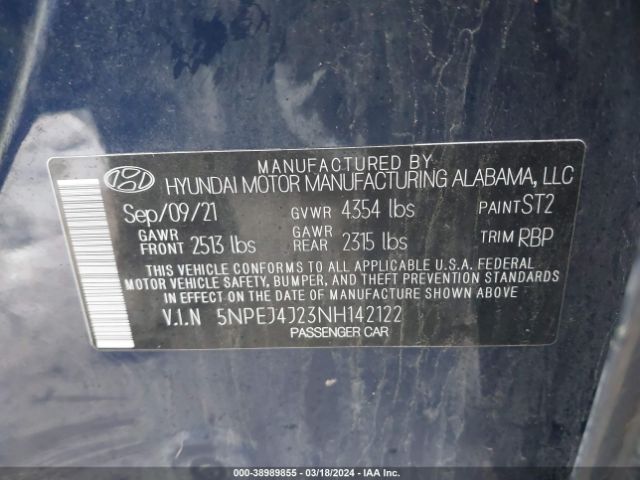 MANUFACTURED BY
HYUNDAI MOTOR MANUFACTURING ALABAMA, LLC
Sep/09/21 GVWR 4354 lbs PAINT ST2
GAWR FRONT 2513 lbs GAWR REAR 2315 lbs TRIM RBP
THIS VEHICLE CONFORMS TO ALL APPLICABLE U.S.A. FEDERAL
MOTOR VEHICLE SAFETY, BUMPER, AND THEFT PREVENTION STANDARDS
IN EFFECT ON THE DATE OF MANUFACTURE SHOWN ABOVE
V.I.N 5NPEJ4J23NH142122
PASSENGER CAR
000-38989855 - 03/18/2024 - IAA Inc.